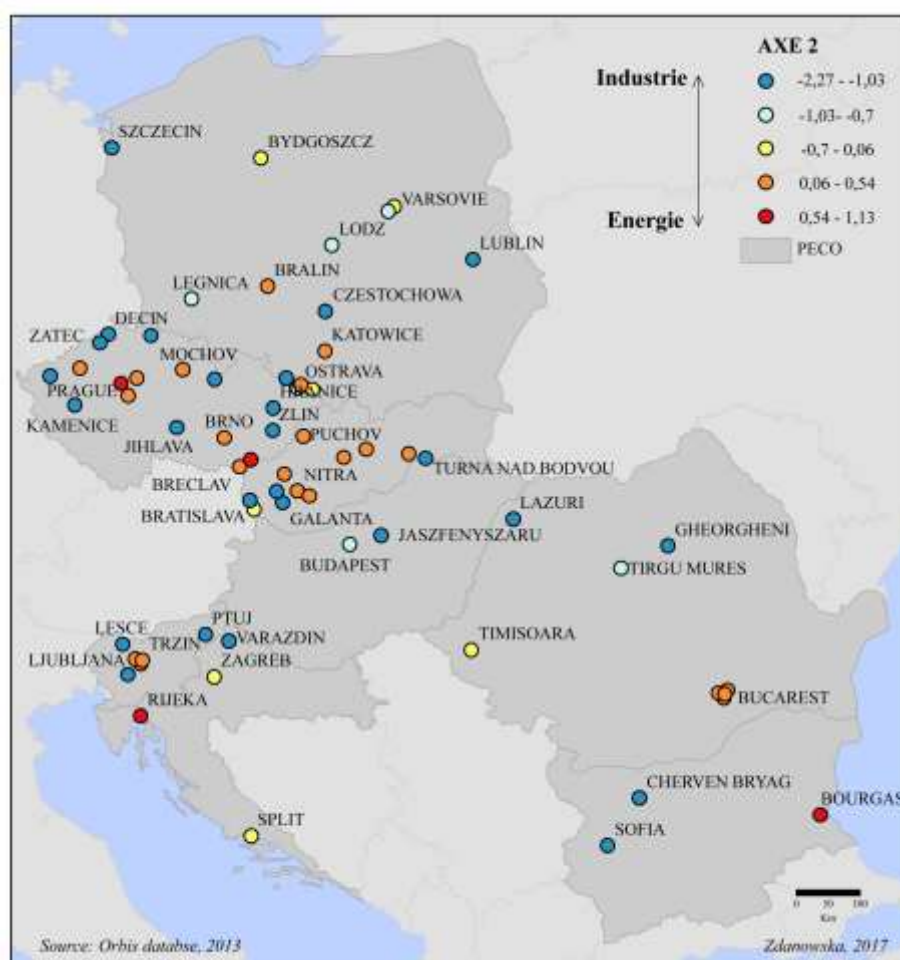 AXE 2
Industrie
-2,27 - -1,03
-1,03- -0,7
-0,7 - 0,06
0,06 - 0,54
Energie
0,54 - 1,13
PECO
SZCZECIN
BYDGOSZCZ
VARSOVIE
LODZ
LUBLIN
BRALIN
LEGNICA
CZESTOCHOWA
DECIN
ZATEC
KATOWICE
MOCHOV
OSTRAVA
HRANICE
PRAGUE
ZLIN
KAMENICE
BRNO
PUCHOV
JIHLAVA
TURNA NAD.BODVOU
NITRA
BRECLAV
LAZURI
BRATISLAVA
GALANTA
GHEORGHENI
JASZFENYSZARU
BUDAPEST
TIRGU MURES
PTUJ
LESCE
TRZIN
VARAZDIN
TIMISOARA
LJUBLJANA
ZAGREB
RIJEKA
BUCAREST
CHERVEN BRYAG
BOURGAS
SPLIT
SOFIA
Km
Source: Orbis databse, 2013
Zdanowska, 2017